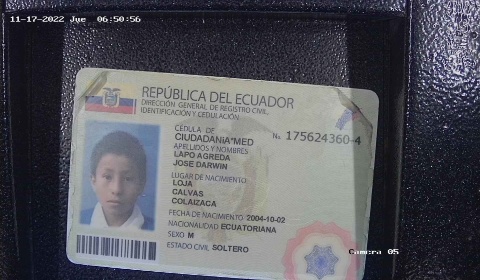 11-17-2022 Jue 06:50:56
REPÚBLICA DEL ECUADOR
DIRECCIÓN GENERAL DE REGISTRO CIVIL,
IDENTIFICACIÓN Y CEDULACIÓN
CÉDULA DE No. 175624360-4
CIUDADANIA*MED
APELLIDOS Y NOMBRES
LAPO AGREDA
JOSE DARWIN
LUGAR DE NACIMIENTO
LOJA
CALVAS
COLAIZACA
FECHA DE NACIMIENTO 2004-10-02
NACIONALIDAD ECUATORIANA
SEXO M
ESTADO CIVIL SOLTERO
Camera 05